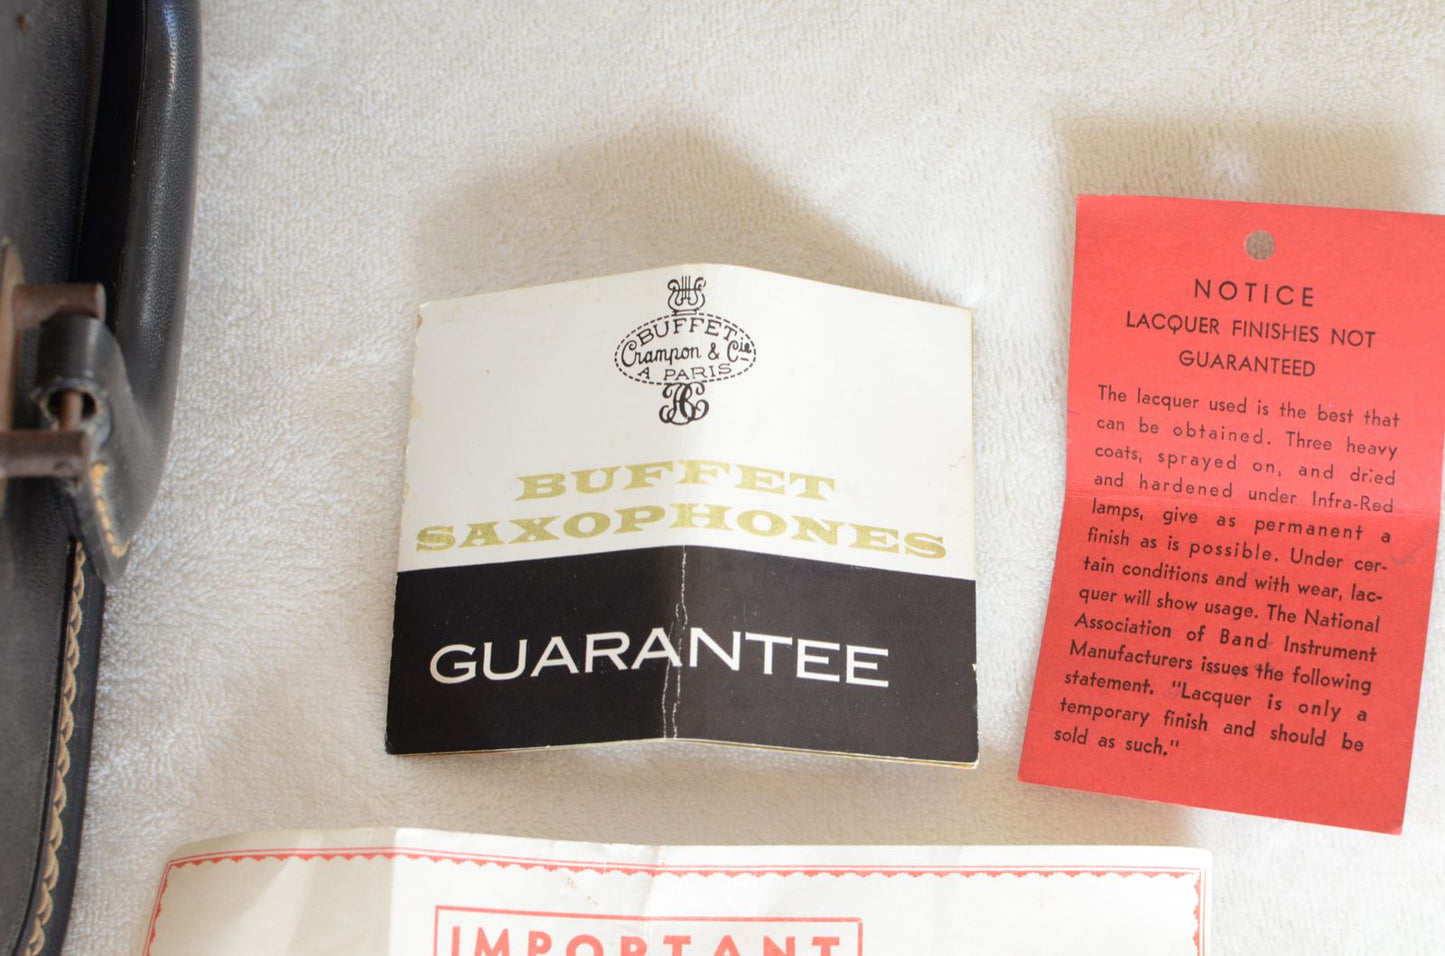 BUFFET
Crampon & Cie
A PARIS
BUFFET
SAXOPHONES
GUARANTEE
NOTICE
LACQUER FINISHES NOT
GUARANTEED
The lacquer used is the best that
can be obtained. Three heavy
coats, sprayed on, and dried
and hardened under Infra-Red
lamps, give as permanent a
finish as is possible. Under cer-
tain conditions and with wear, lac-
quer will show usage. The National
Association of Band Instrument
Manufacturers issues the following
statement. "Lacquer is only a
temporary finish and should be
sold as such."
IMPORTANT